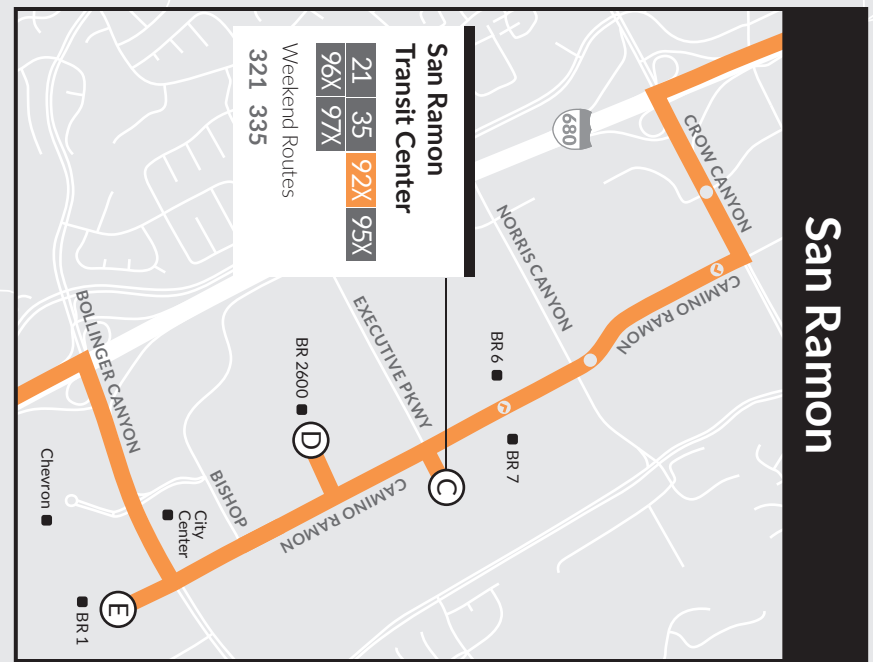 San Ramon
CROW CANYON
680
CAMINO RAMON
NORRIS CANYON
San Ramon
Transit Center
21 35 92X 95X
96X 97X
Weekend Routes
321 335
BR 6
BR 7
EXECUTIVE PKWY
C
BR 2600
D
CAMINO RAMON
BOLLINGER CANYON
BISHOP
City
Center
Chevron
E
BR 1